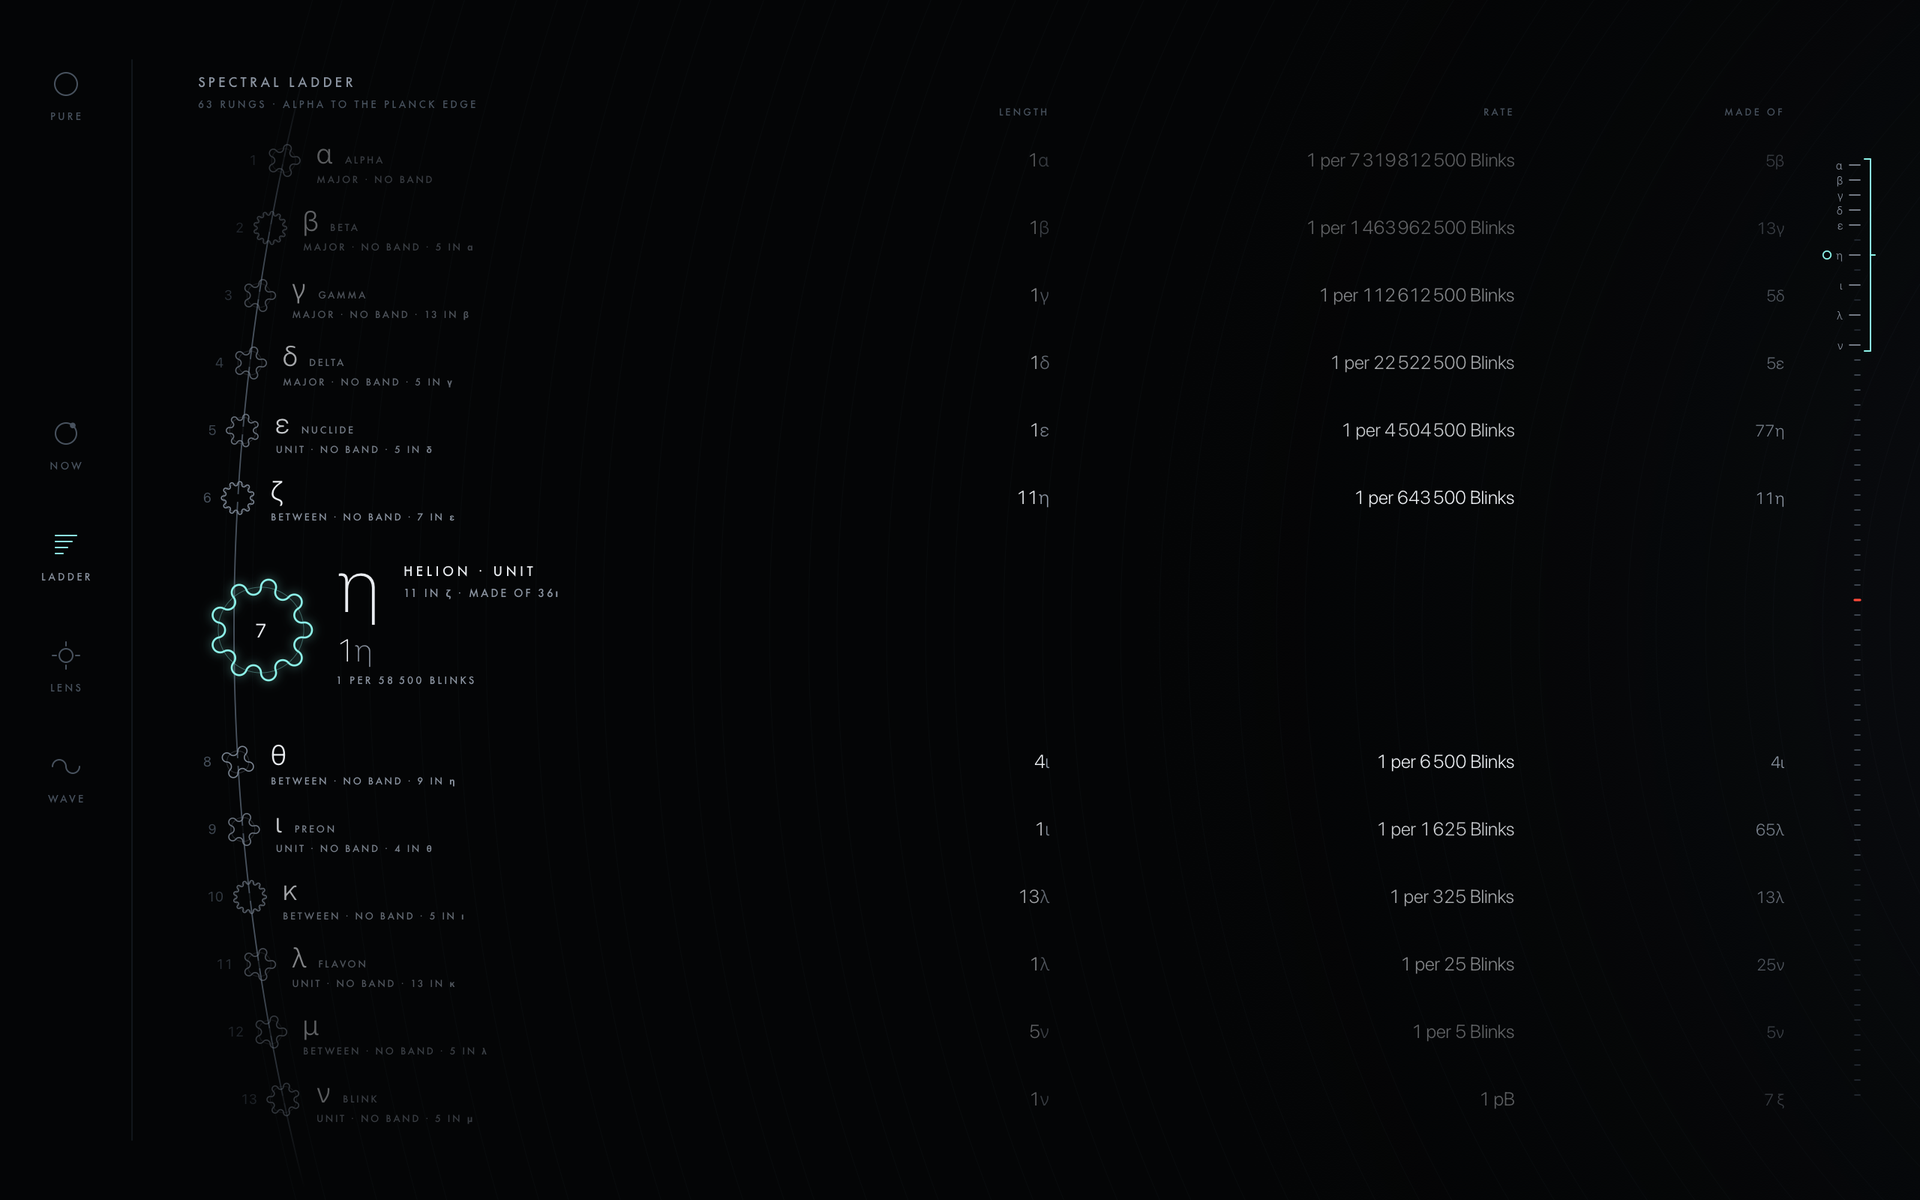 SPECTRAL LADDER
63 RUNGS · ALPHA TO THE PLANCK EDGE
LENGTH RATE MADE OF
PURE
NOW
LADDER
LENS
WAVE
1 α ALPHA 1α 1 per 7 319 812 500 Blinks 5β
MAJOR · NO BAND
2 β BETA 1β 1 per 1 463 962 500 Blinks 13γ
MAJOR · NO BAND · 5 IN α
3 γ GAMMA 1γ 1 per 112 612 500 Blinks 5δ
MAJOR · NO BAND · 13 IN β
4 δ DELTA 1δ 1 per 22 522 500 Blinks 5ε
MAJOR · NO BAND · 5 IN γ
5 ε NUCLIDE 1ε 1 per 4 504 500 Blinks 77η
UNIT · NO BAND · 5 IN δ
6 ζ 11η 1 per 643 500 Blinks 11η
BETWEEN · NO BAND · 7 IN ε
7 η HELION · UNIT
11 IN ζ · MADE OF 36ι
1η
1 PER 58 500 BLINKS
8 θ 4ι 1 per 6 500 Blinks 4ι
BETWEEN · NO BAND · 9 IN η
9 ι PREON 1ι 1 per 1 625 Blinks 65λ
UNIT · NO BAND · 4 IN θ
10 κ 13λ 1 per 325 Blinks 13λ
BETWEEN · NO BAND · 5 IN ι
11 λ FLAVON 1λ 1 per 25 Blinks 25ν
UNIT · NO BAND · 13 IN κ
12 μ 5ν 1 per 5 Blinks 5ν
BETWEEN · NO BAND · 5 IN λ
13 ν BLINK 1ν 1 pB 7 ξ
UNIT · NO BAND · 5 IN μ
α
β
γ
δ
ε
η
ι
λ
ν